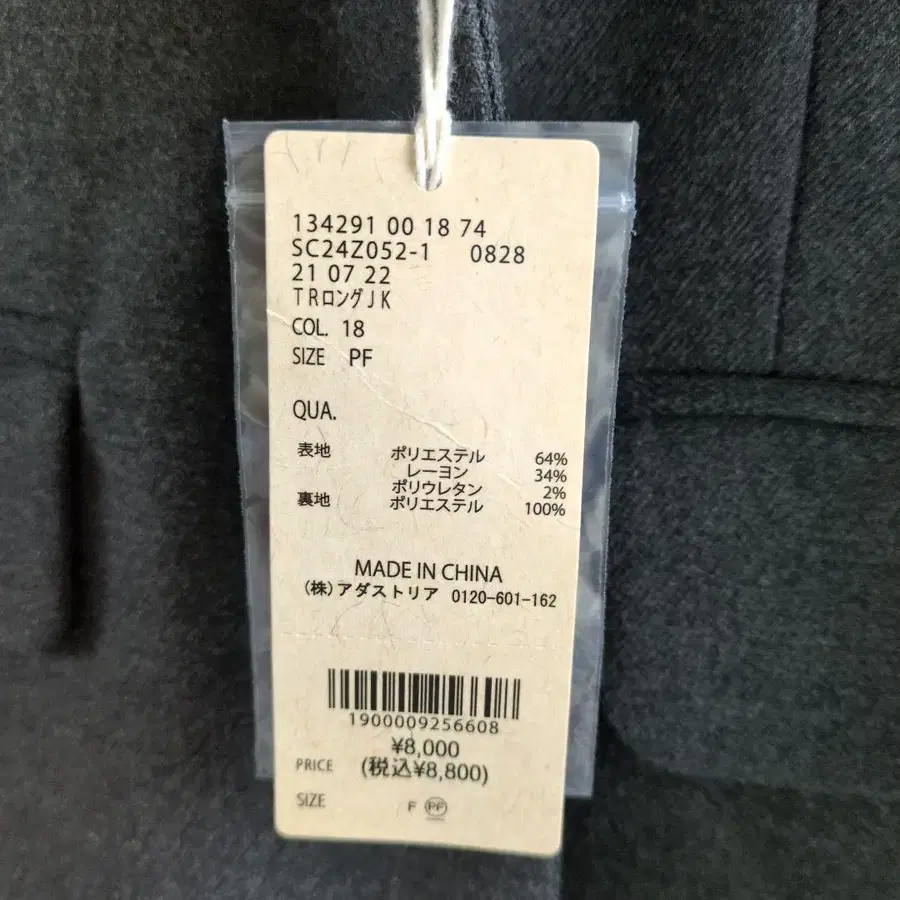 134291 00 18 74
SC24Z052-1 0828
21 07 22
TRロングJK
COL. 18
SIZE PF
QUA.
表地 ポリエステル 64%
レーヨン 34%
ポリウレタン 2%
裏地 ポリエステル 100%
MADE IN CHINA
(株)アダストリア 0120-601-162
1900009256608
¥8,000
PRICE (税込¥8,800)
SIZE F PF